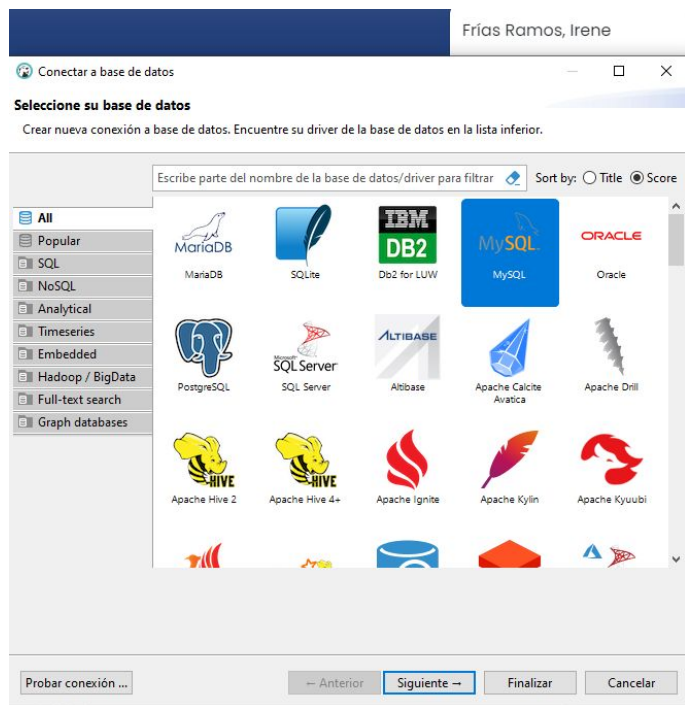 Frías Ramos, Irene
Conectar a base de datos
Seleccione su base de datos
Crear nueva conexión a base de datos. Encuentre su driver de la base de datos en la lista inferior.
Escribe parte del nombre de la base de datos/driver para filtrar Sort by: Title Score
All
Popular
SQL
NoSQL
Analytical
Timeseries
Embedded
Hadoop / BigData
Full-text search
Graph databases
MariaDB IBM DB2 MySQL ORACLE
MariaDB SQLite Db2 for LUW MySQL Oracle
Microsoft SQL Server ALTIBASE
PostgreSQL SQL Server Altibase Apache Calcite Avatica Apache Drill
HIVE HIVE
Apache Hive 2 Apache Hive 4+ Apache Ignite Apache Kylin Apache Kyuubi
Probar conexión ... ← Anterior Siguiente → Finalizar Cancelar